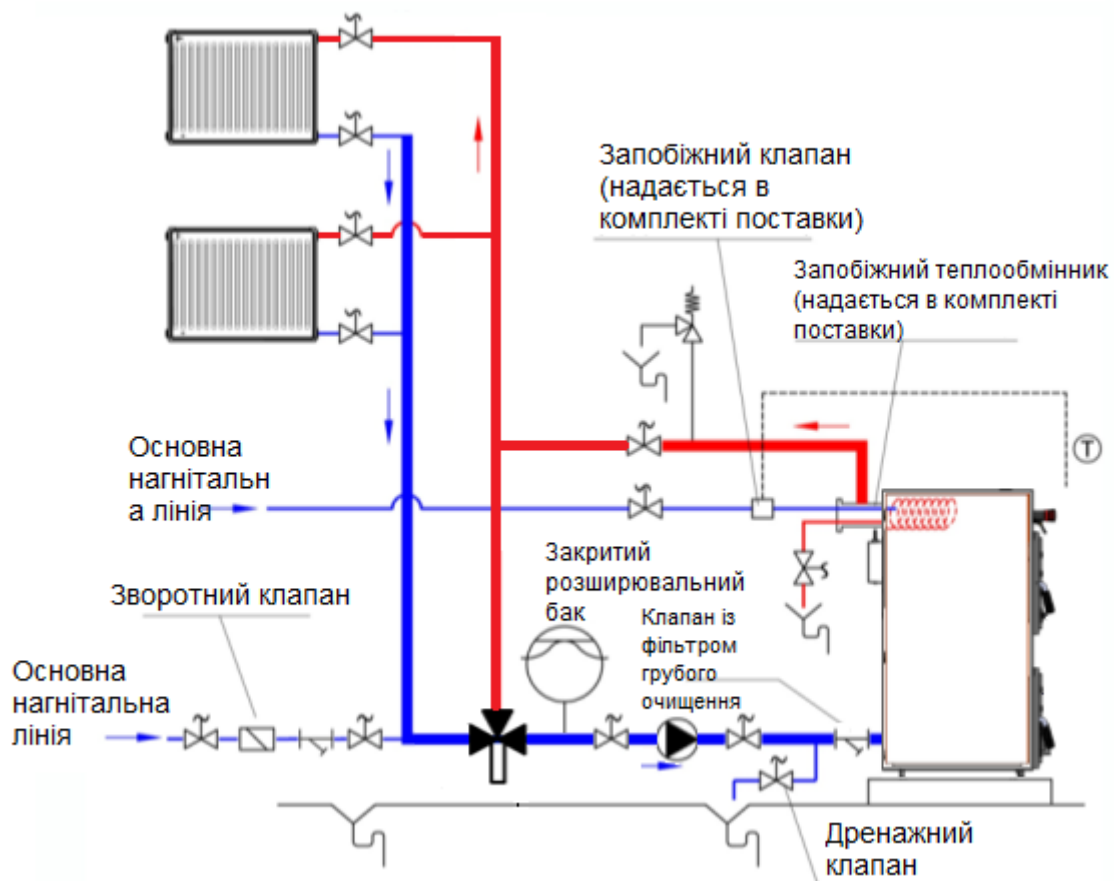 Запобіжний клапан
(надається в
комплекті поставки)
Запобіжний теплообмінник
(надається в комплекті
поставки)
T
Основна
нагнітальн
а лінія
Закритий
розширювальний
бак
Зворотний клапан
Клапан із
фільтром
грубого
очищення
Основна
нагнітальна
лінія
Дренажний
клапан